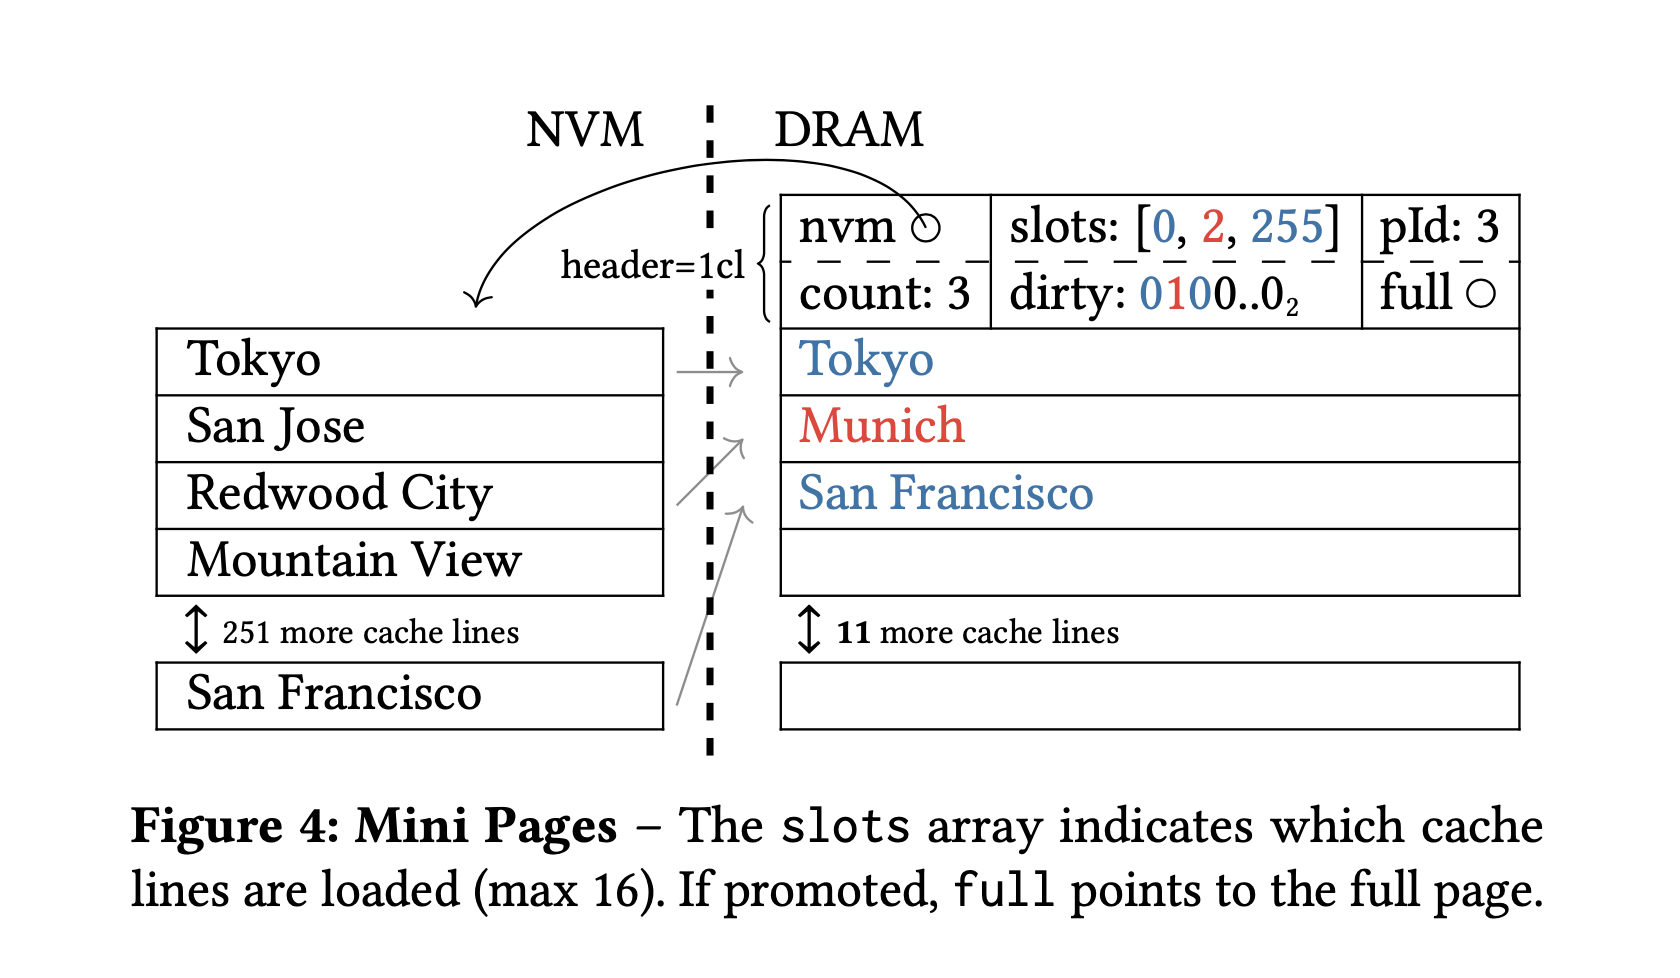 NVM
DRAM
nvm
slots: [0, 2, 255]
pId: 3
header=1cl
count: 3
dirty: 0100..0₂
full
Tokyo
San Jose
Redwood City
Mountain View
251 more cache lines
San Francisco
Tokyo
Munich
San Francisco
11 more cache lines
Figure 4: Mini Pages – The slots array indicates which cache
lines are loaded (max 16). If promoted, full points to the full page.